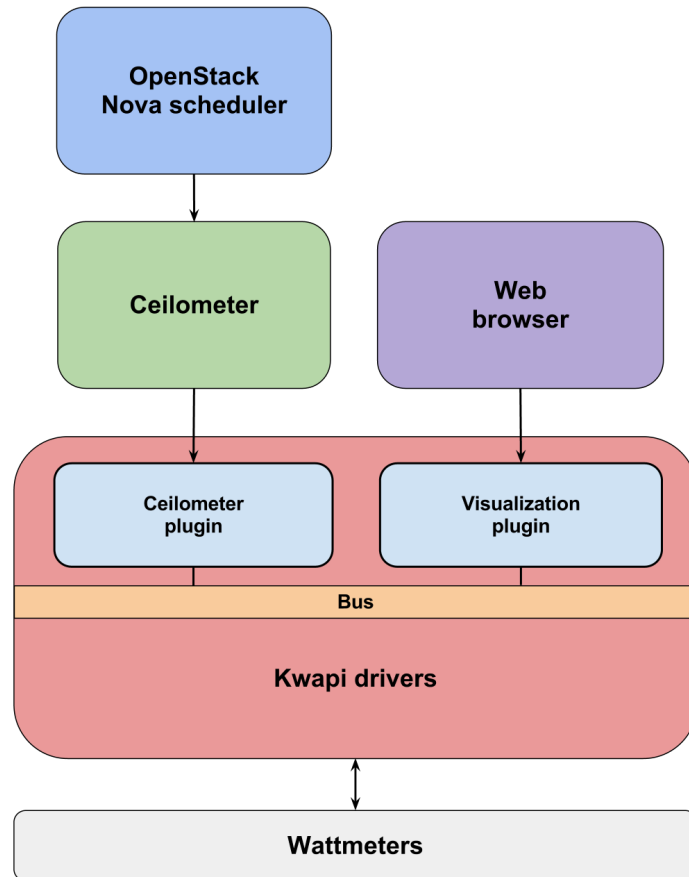 OpenStack
Nova scheduler
Ceilometer
Web
browser
Ceilometer
plugin
Visualization
plugin
Bus
Kwapi drivers
Wattmeters